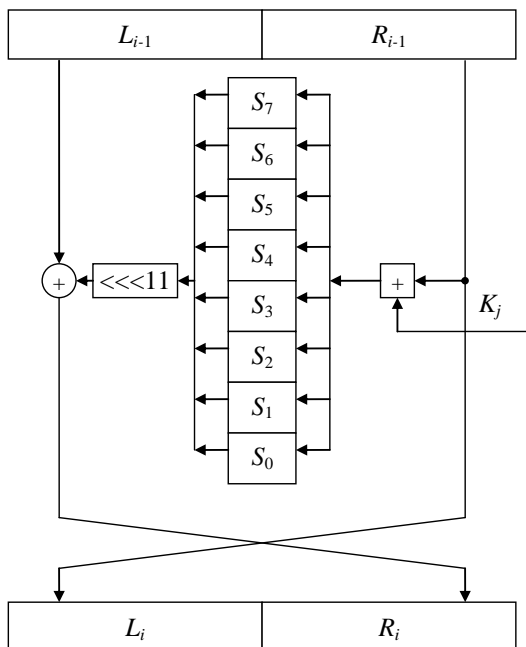 L_{i-1} R_{i-1}
S_7
S_6
S_5
S_4
+ <<<11 +
S_3
K_j
S_2
S_1
S_0
L_i R_i